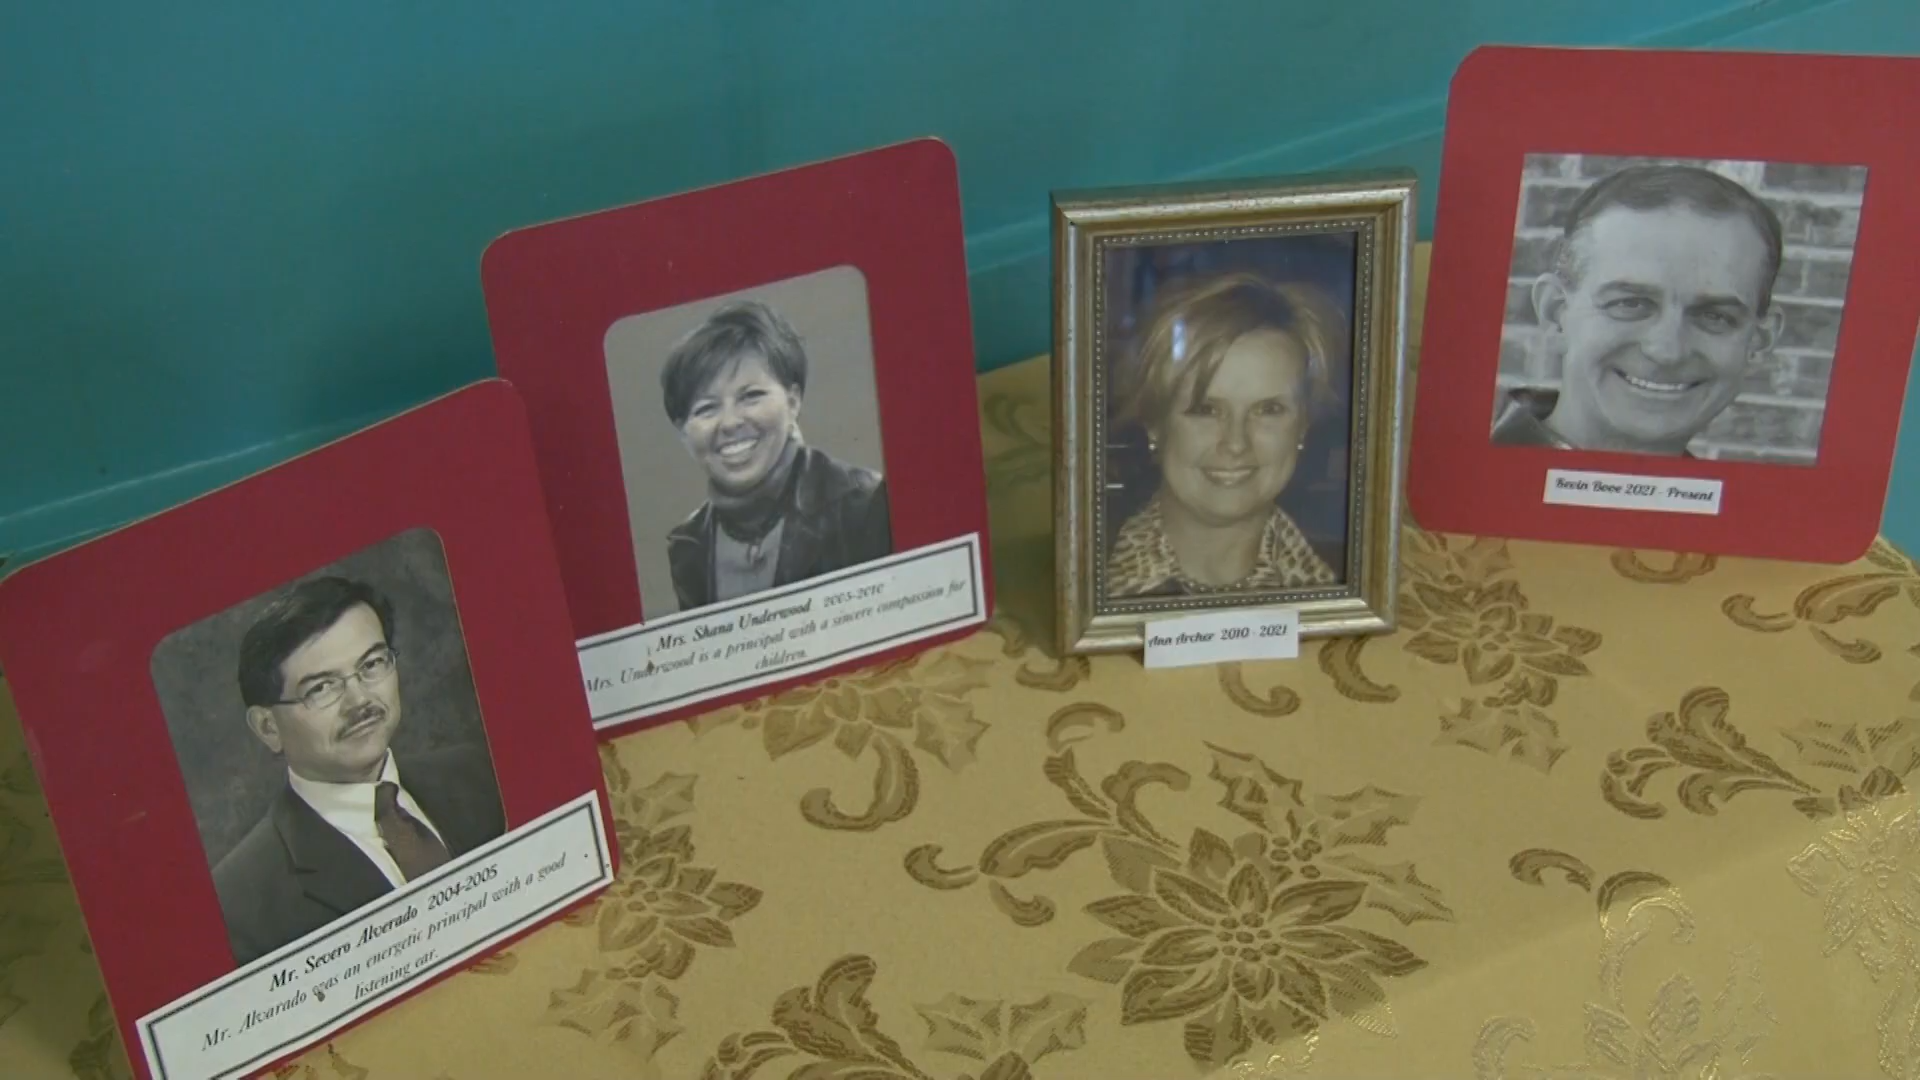 Mr. Severo Alverado 2004-2005
Mr. Alvarado was an energetic principal with a good
listening ear.
Mrs. Shana Underwood 2005-2010
Mrs. Underwood is a principal with a sincere compassion for
children.
Ann Archer 2010 - 2021
Kevin Bove 2021 - Present